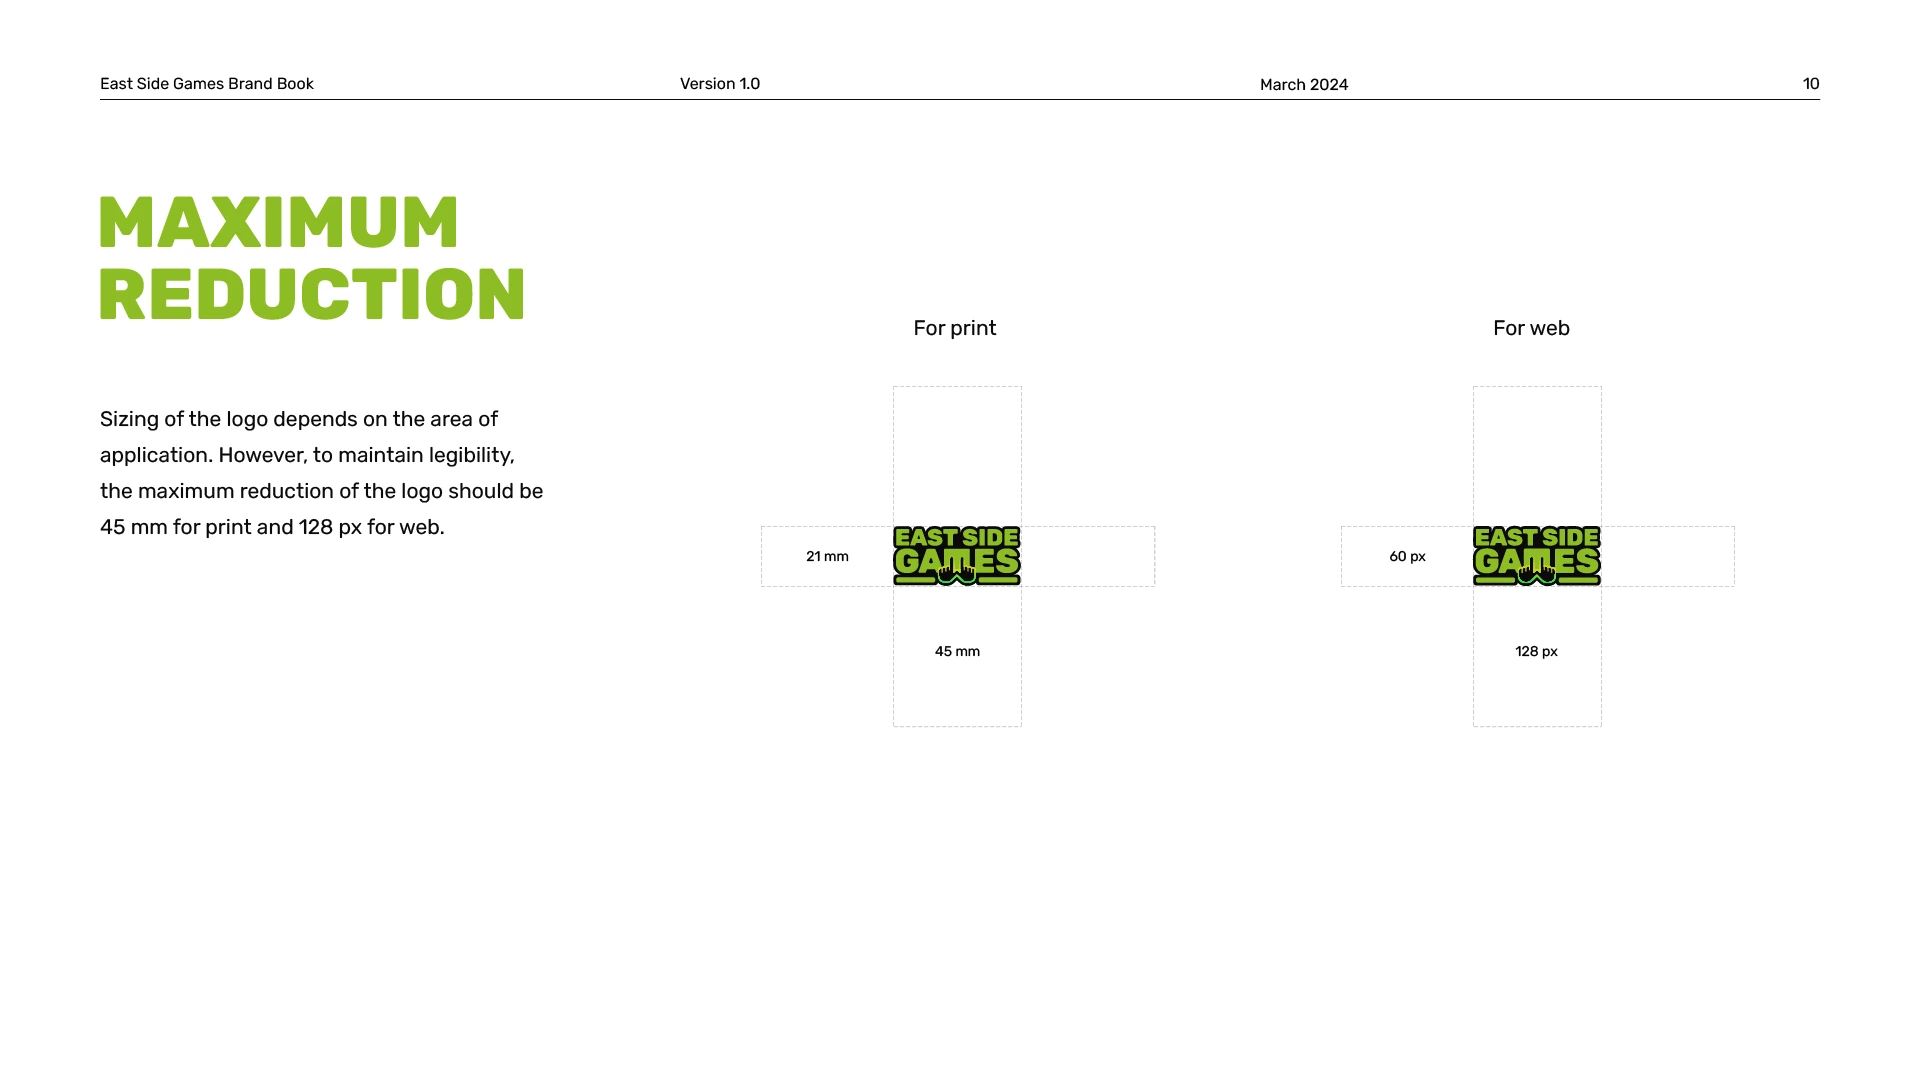 East Side Games Brand Book
Version 1.0
March 2024
10
MAXIMUM
REDUCTION
Sizing of the logo depends on the area of
application. However, to maintain legibility,
the maximum reduction of the logo should be
45 mm for print and 128 px for web.
For print
21 mm
EAST SIDE
GAMES
45 mm
For web
60 px
EAST SIDE
GAMES
128 px